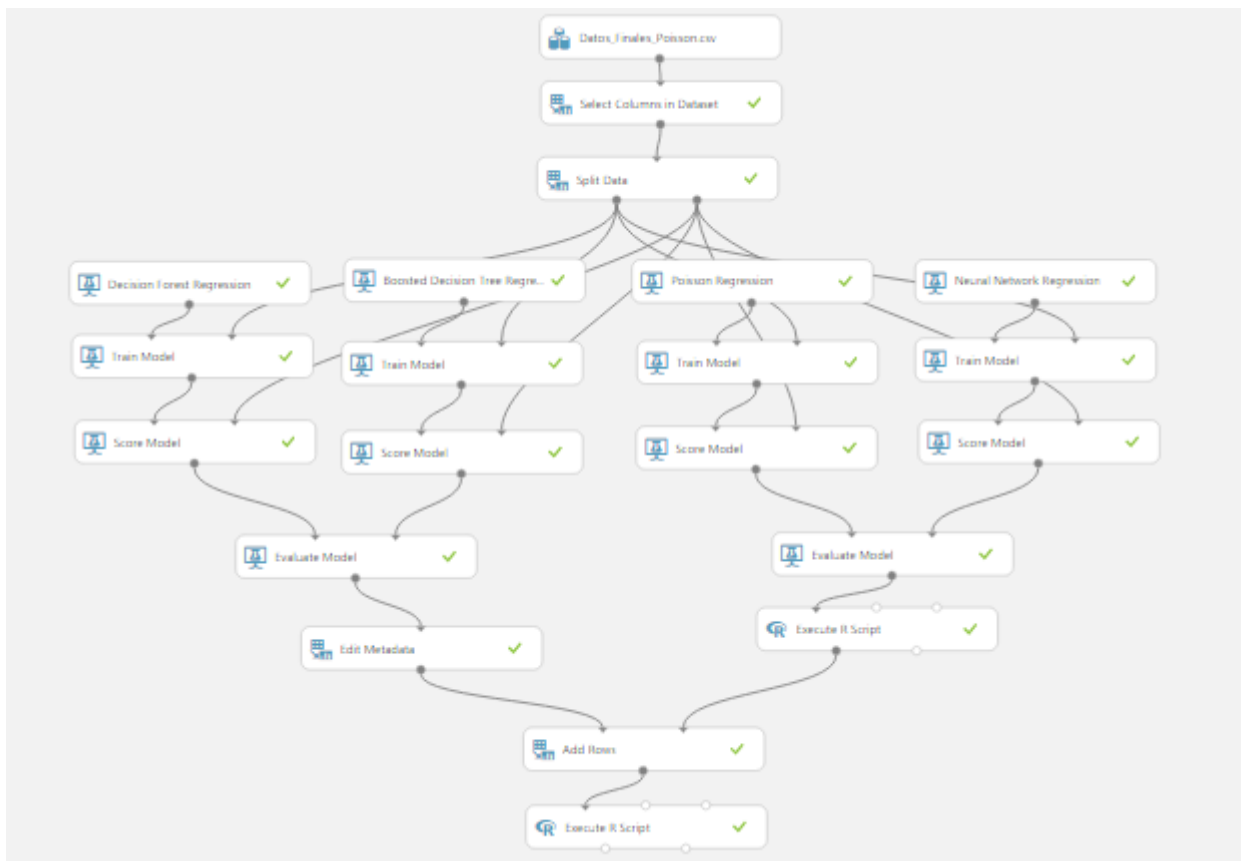 Datos_Finales_Poisson.csv
Select Columns in Dataset
Split Data
Decision Forest Regression
Boosted Decision Tree Regre...
Poisson Regression
Neural Network Regression
Train Model
Train Model
Train Model
Train Model
Score Model
Score Model
Score Model
Score Model
Evaluate Model
Evaluate Model
Edit Metadata
Execute R Script
Add Rows
Execute R Script